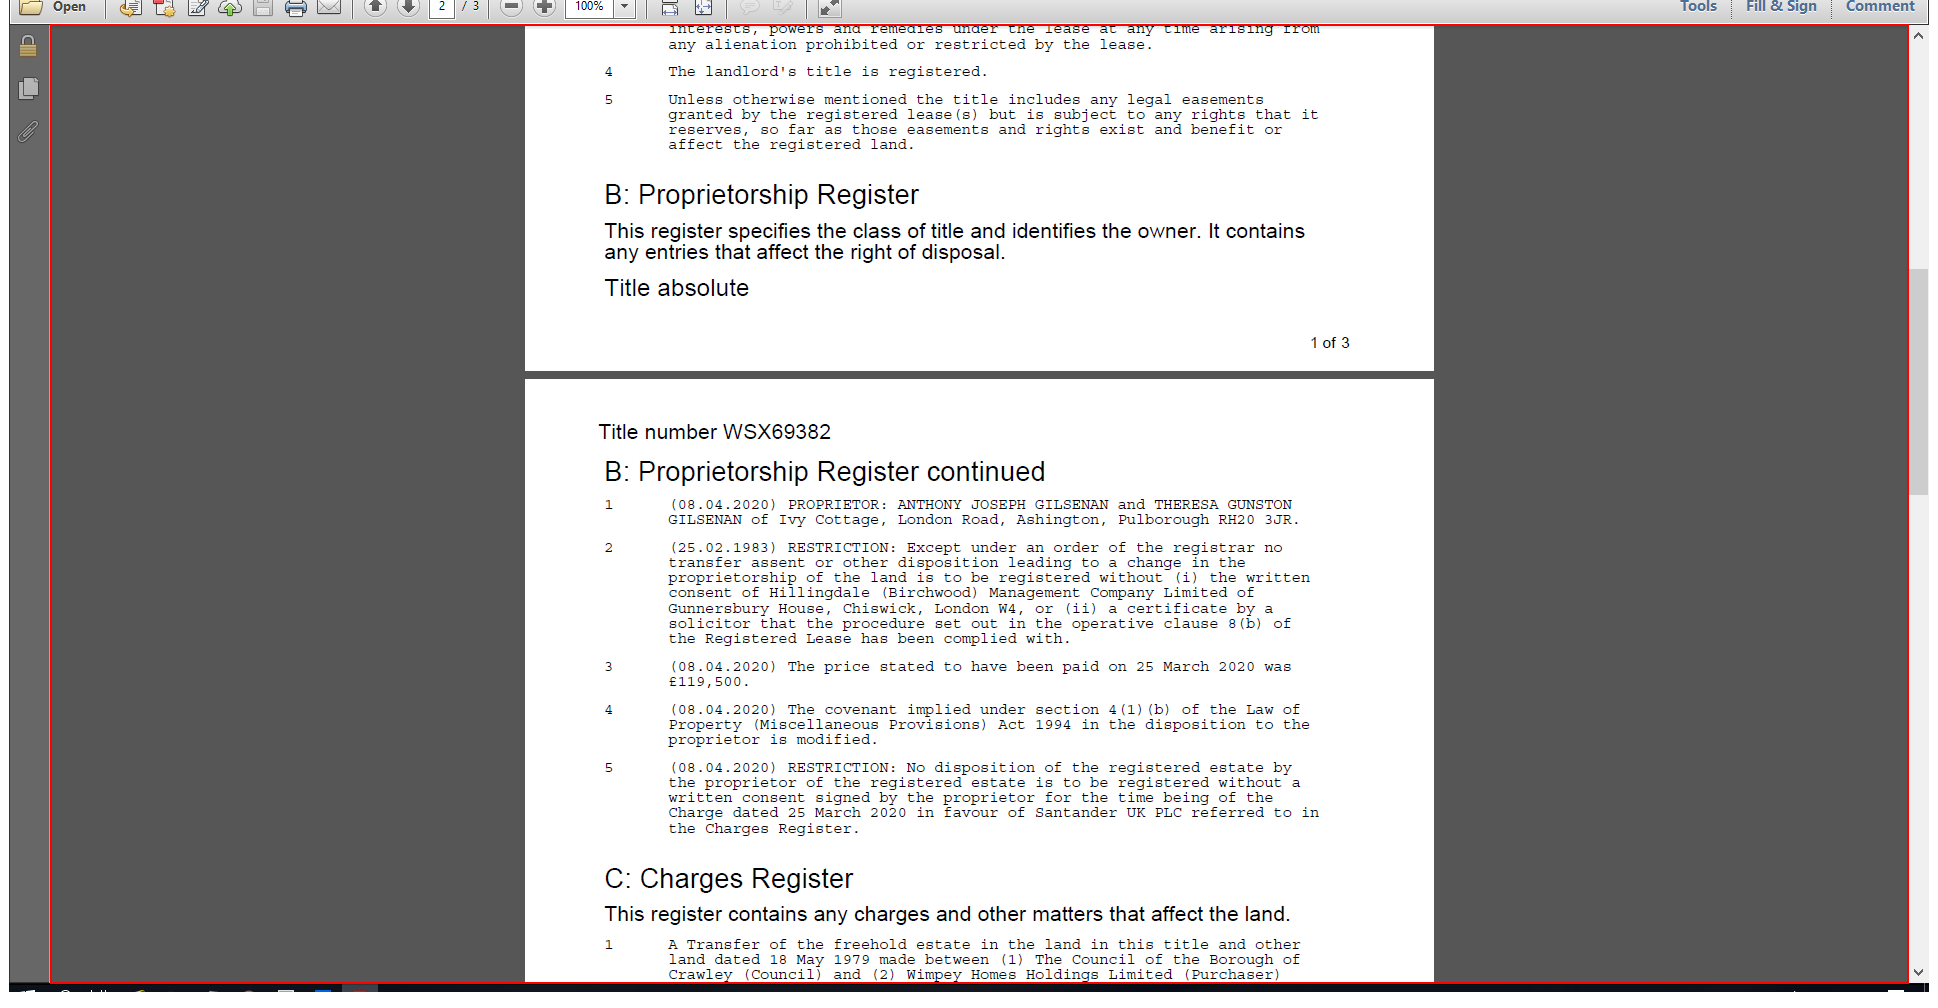 Open
2 / 3
100%
Tools
Fill & Sign
Comment
interests, powers and remedies under the lease at any time arising from
any alienation prohibited or restricted by the lease.
4 The landlord's title is registered.
5 Unless otherwise mentioned the title includes any legal easements
granted by the registered lease(s) but is subject to any rights that it
reserves, so far as those easements and rights exist and benefit or
affect the registered land.
B: Proprietorship Register
This register specifies the class of title and identifies the owner. It contains
any entries that affect the right of disposal.
Title absolute
1 of 3
Title number WSX69382
B: Proprietorship Register continued
1 (08.04.2020) PROPRIETOR: ANTHONY JOSEPH GILSENAN and THERESA GUNSTON
GILSENAN of Ivy Cottage, London Road, Ashington, Pulborough RH20 3JR.
2 (25.02.1983) RESTRICTION: Except under an order of the registrar no
transfer assent or other disposition leading to a change in the
proprietorship of the land is to be registered without (i) the written
consent of Hillingdale (Birchwood) Management Company Limited of
Gunnersbury House, Chiswick, London W4, or (ii) a certificate by a
solicitor that the procedure set out in the operative clause 8(b) of
the Registered Lease has been complied with.
3 (08.04.2020) The price stated to have been paid on 25 March 2020 was
£119,500.
4 (08.04.2020) The covenant implied under section 4(1)(b) of the Law of
Property (Miscellaneous Provisions) Act 1994 in the disposition to the
proprietor is modified.
5 (08.04.2020) RESTRICTION: No disposition of the registered estate by
the proprietor of the registered estate is to be registered without a
written consent signed by the proprietor for the time being of the
Charge dated 25 March 2020 in favour of Santander UK PLC referred to in
the Charges Register.
C: Charges Register
This register contains any charges and other matters that affect the land.
1 A Transfer of the freehold estate in the land in this title and other
land dated 18 May 1979 made between (1) The Council of the Borough of
Crawley (Council) and (2) Wimpey Homes Holdings Limited (Purchaser)